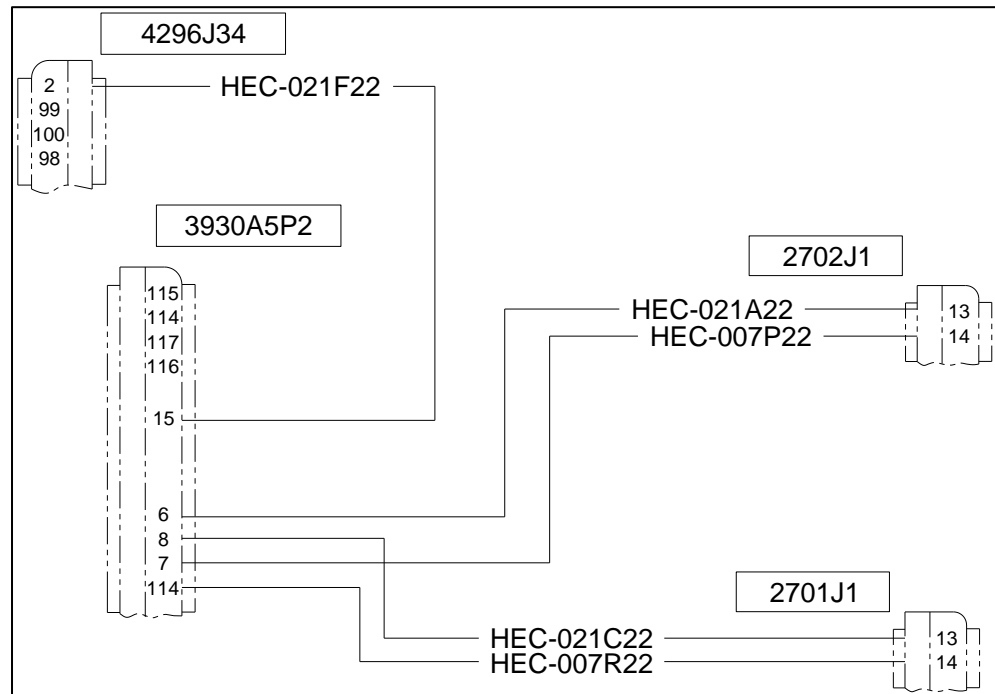 4296J34
2 HEC-021F22
99
100
98
3930A5P2
2702J1
115
HEC-021A22 13
114
HEC-007P22 14
117
116
15
6
8
7
2701J1
114
HEC-021C22 13
HEC-007R22 14